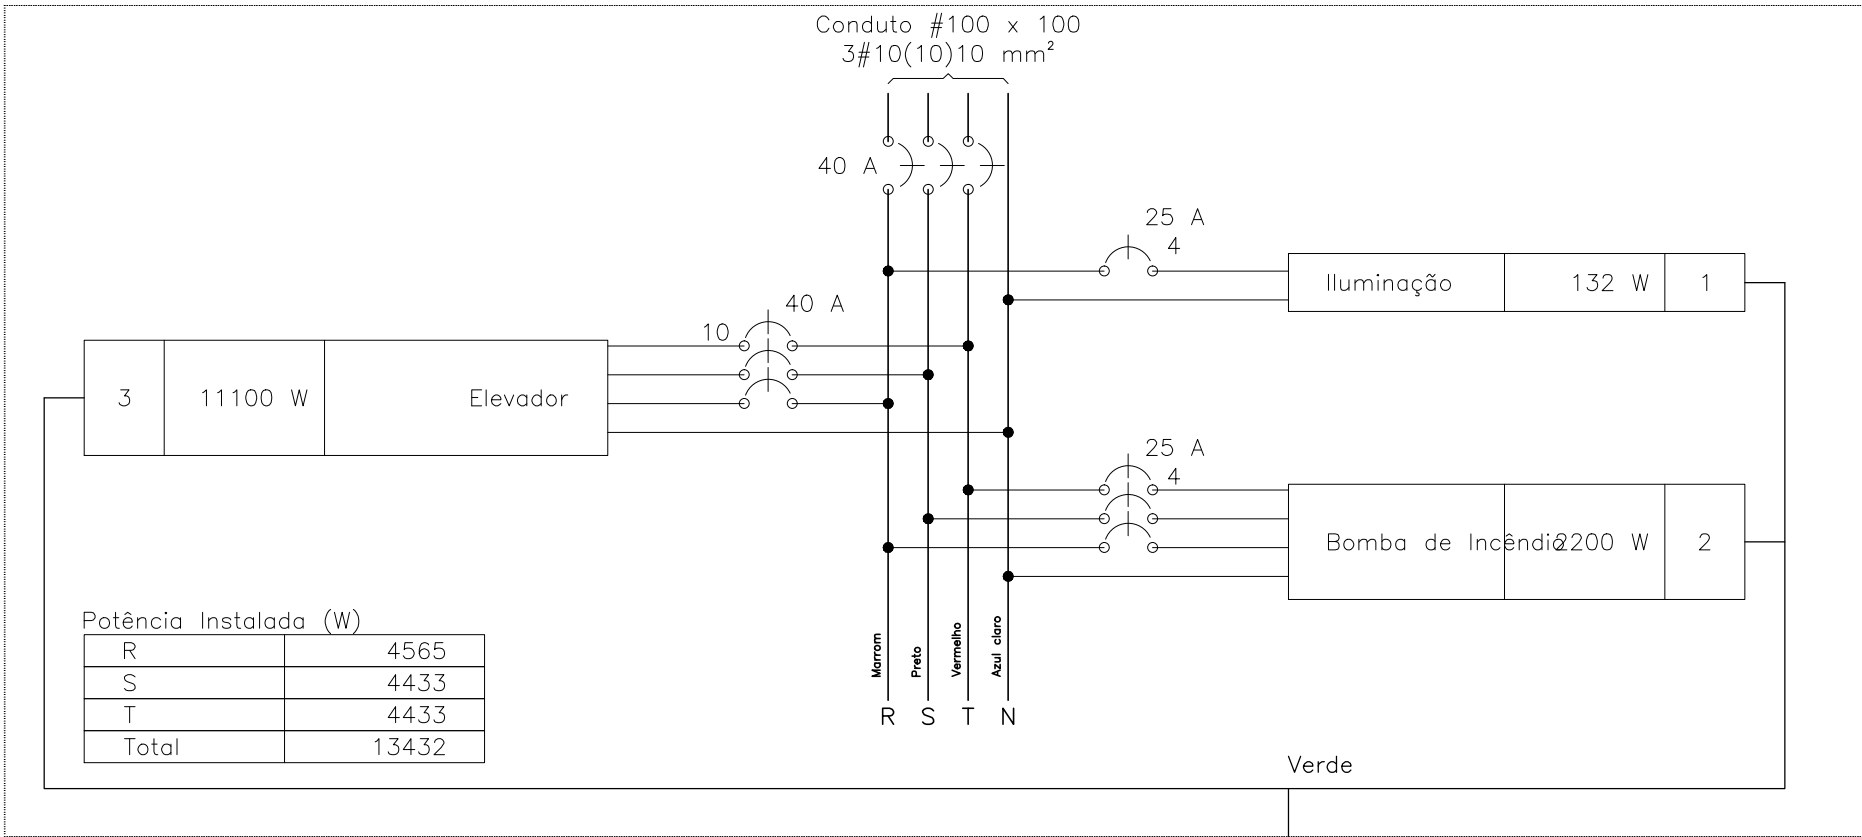 Conduto #100 x 100
3#10(10)10 mm²
40 A
25 A
4
Iluminação 132 W 1
40 A
10
3 11100 W Elevador
25 A
4
Bomba de Incêndio 2200 W 2
Potência Instalada (W)
R 4565
S 4433
T 4433
Total 13432
Marrom
Preto
Vermelho
Azul claro
R S T N
Verde